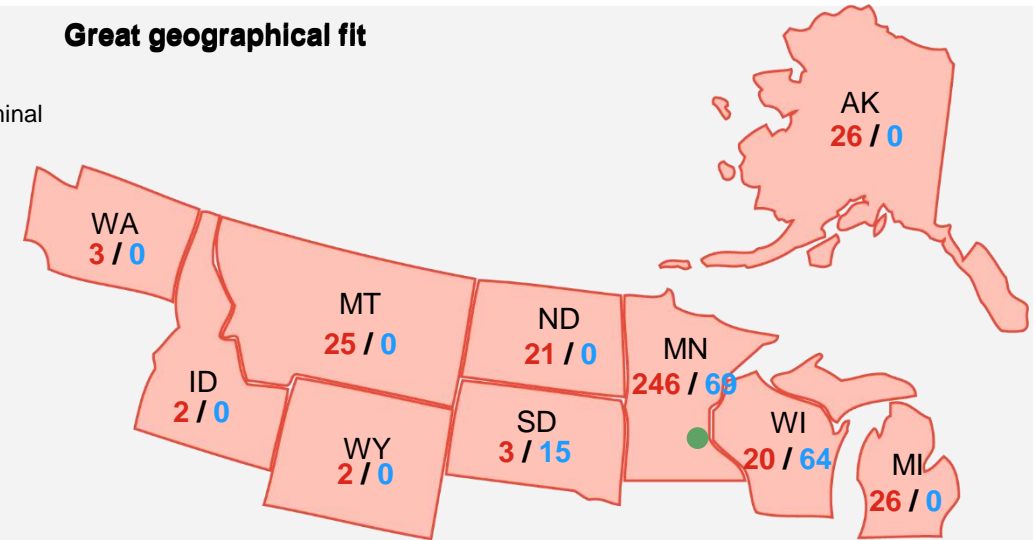 Great geographical fit
minal
AK
26 / 0
WA
3 / 0
MT
25 / 0
ND
21 / 0
MN
246 / 69
ID
2 / 0
WY
2 / 0
SD
3 / 15
WI
20 / 64
MI
26 / 0